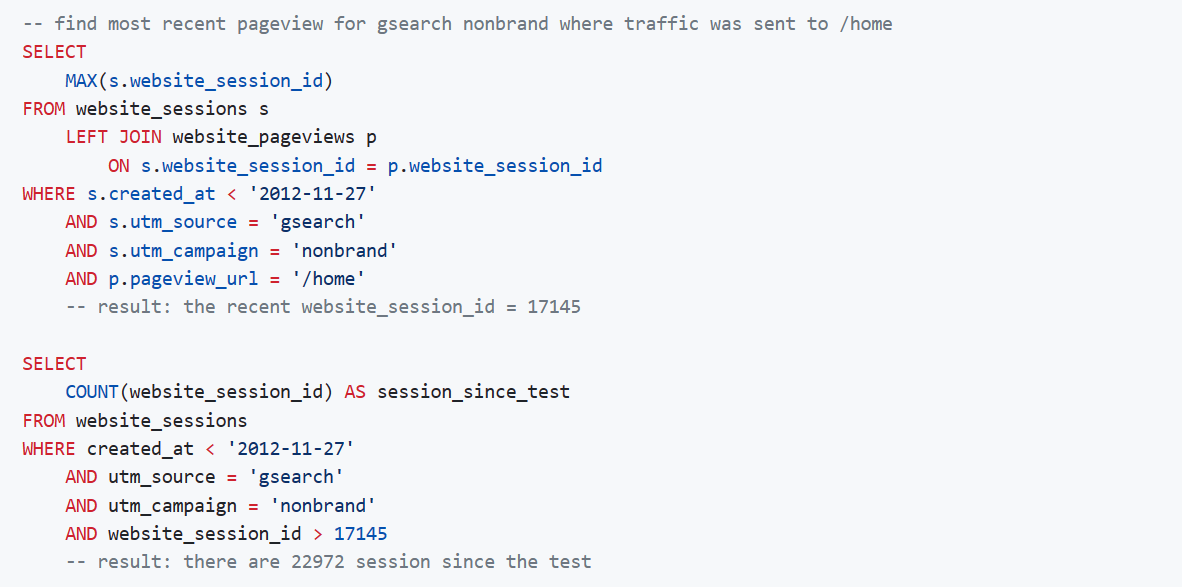 -- find most recent pageview for gsearch nonbrand where traffic was sent to /home
SELECT
    MAX(s.website_session_id)
FROM website_sessions s
    LEFT JOIN website_pageviews p
        ON s.website_session_id = p.website_session_id
WHERE s.created_at < '2012-11-27'
    AND s.utm_source = 'gsearch'
    AND s.utm_campaign = 'nonbrand'
    AND p.pageview_url = '/home'
    -- result: the recent website_session_id = 17145

SELECT
    COUNT(website_session_id) AS session_since_test
FROM website_sessions
WHERE created_at < '2012-11-27'
    AND utm_source = 'gsearch'
    AND utm_campaign = 'nonbrand'
    AND website_session_id > 17145
    -- result: there are 22972 session since the test